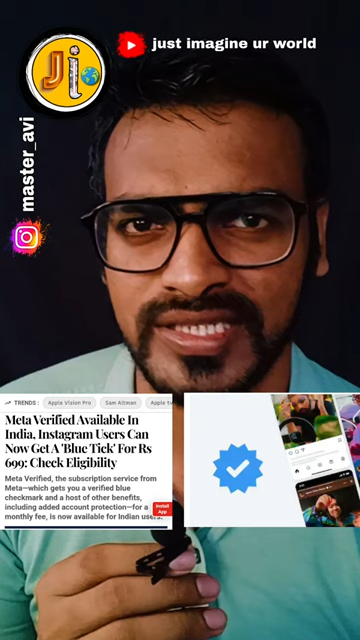 just imagine ur world
Ji
master_avi
TRENDS : Apple Vision Pro Sam Altman Apple
Meta Verified Available In
India, Instagram Users Can
Now Get A 'Blue Tick' For Rs
699: Check Eligibility
Meta Verified, the subscription service from
Meta—which gets you a verified blue
checkmark and a host of other benefits,
including added account protection—for a
monthly fee, is now available for Indian users.
Install
App